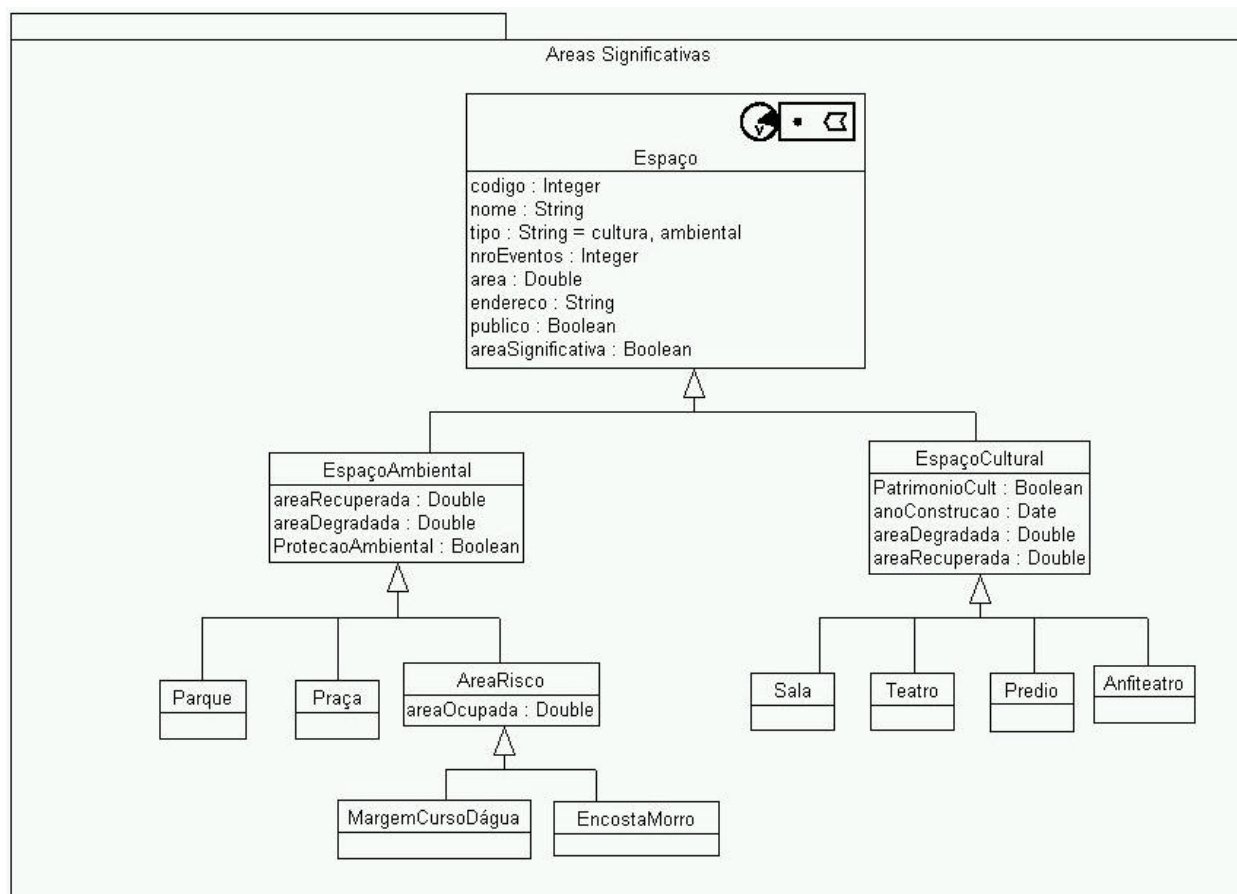 Areas Significativas
V
Espaço
codigo : Integer
nome : String
tipo : String = cultura, ambiental
nroEventos : Integer
area : Double
endereco : String
publico : Boolean
areaSignificativa : Boolean
EspaçoAmbiental
areaRecuperada : Double
areaDegradada : Double
ProtecaoAmbiental : Boolean
EspaçoCultural
PatrimonioCult : Boolean
anoConstrucao : Date
areaDegradada : Double
areaRecuperada : Double
Parque
Praça
AreaRisco
areaOcupada : Double
Sala
Teatro
Predio
Anfiteatro
MargemCursoDágua
EncostaMorro